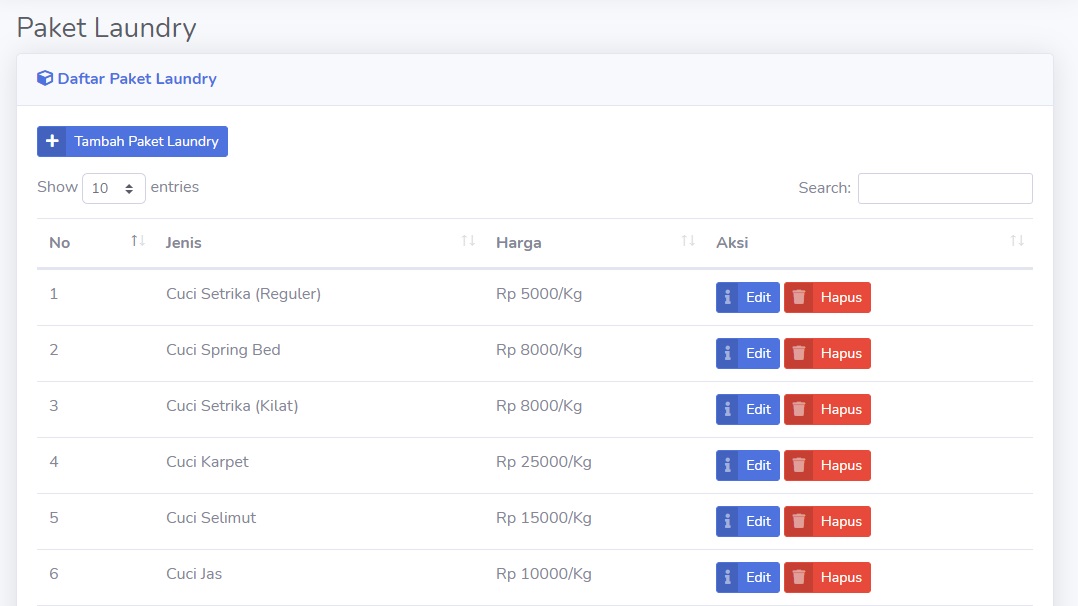 Paket Laundry
Daftar Paket Laundry
Tambah Paket Laundry
Show 10 entries Search:
No Jenis Harga Aksi
1 Cuci Setrika (Reguler) Rp 5000/Kg Edit Hapus
2 Cuci Spring Bed Rp 8000/Kg Edit Hapus
3 Cuci Setrika (Kilat) Rp 8000/Kg Edit Hapus
4 Cuci Karpet Rp 25000/Kg Edit Hapus
5 Cuci Selimut Rp 15000/Kg Edit Hapus
6 Cuci Jas Rp 10000/Kg Edit Hapus